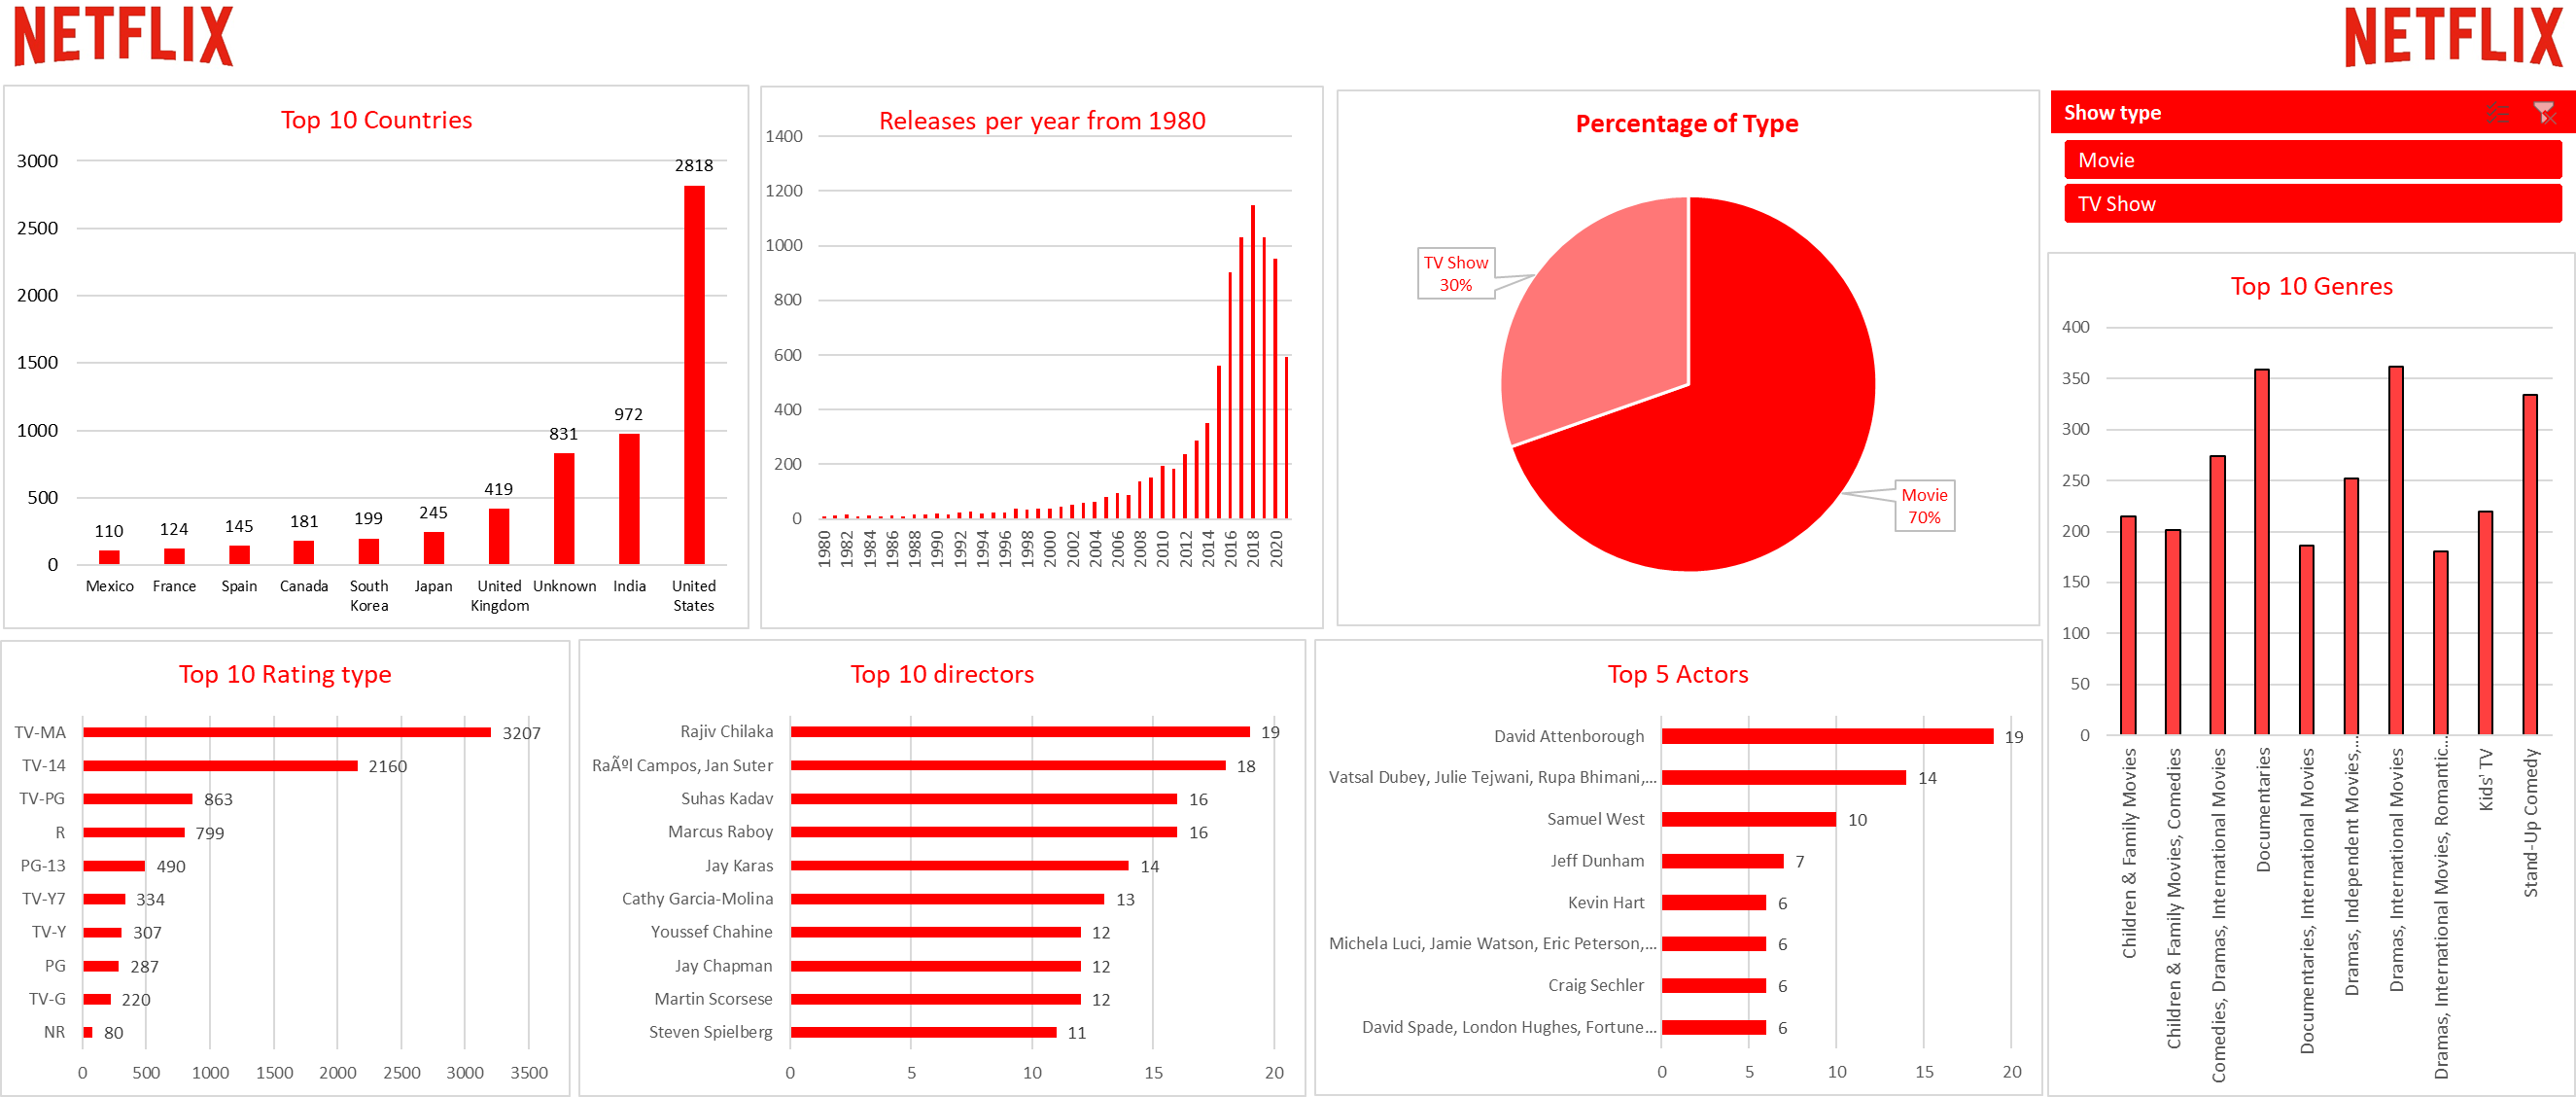 NETFLIX
NETFLIX
Top 10 Countries
3000
2500
2000
1500
1000
500
0
110
124
145
181
199
245
419
831
972
2818
Mexico
France
Spain
Canada
South Korea
Japan
United Kingdom
Unknown
India
United States
Releases per year from 1980
1400
1200
1000
800
600
400
200
0
1980
1982
1984
1986
1988
1990
1992
1994
1996
1998
2000
2002
2004
2006
2008
2010
2012
2014
2016
2018
2020
Percentage of Type
TV Show
30%
Movie
70%
Show type
Movie
TV Show
Top 10 Genres
400
350
300
250
200
150
100
50
0
Children & Family Movies
Children & Family Movies, Comedies
Comedies, Dramas, International Movies
Documentaries
Documentaries, International Movies
Dramas, Independent Movies,...
Dramas, International Movies
Dramas, International Movies, Romantic...
Kids' TV
Stand-Up Comedy
Top 10 Rating type
TV-MA 3207
TV-14 2160
TV-PG 863
R 799
PG-13 490
TV-Y7 334
TV-Y 307
PG 287
TV-G 220
NR 80
0 500 1000 1500 2000 2500 3000 3500
Top 10 directors
Rajiv Chilaka 19
RaÃºl Campos, Jan Suter 18
Suhas Kadav 16
Marcus Raboy 16
Jay Karas 14
Cathy Garcia-Molina 13
Youssef Chahine 12
Jay Chapman 12
Martin Scorsese 12
Steven Spielberg 11
0 5 10 15 20
Top 5 Actors
David Attenborough 19
Vatsal Dubey, Julie Tejwani, Rupa Bhimani,... 14
Samuel West 10
Jeff Dunham 7
Kevin Hart 6
Michela Luci, Jamie Watson, Eric Peterson,... 6
Craig Sechler 6
David Spade, London Hughes, Fortune... 6
0 5 10 15 20